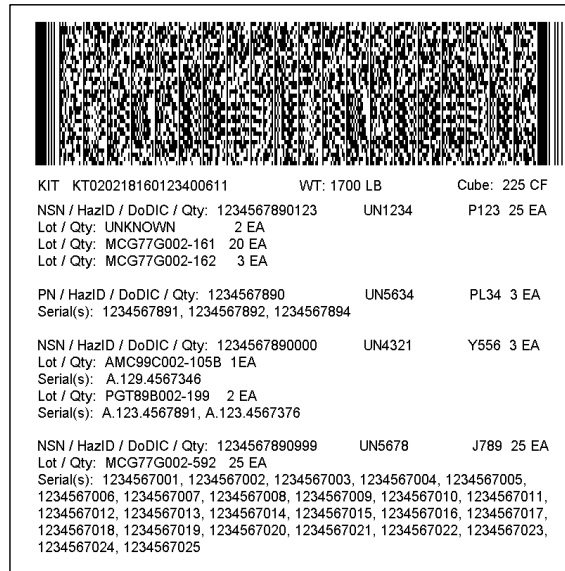 KIT KT020218160123400611 WT: 1700 LB Cube: 225 CF
NSN / HazID / DoDIC / Qty: 1234567890123 UN1234 P123 25 EA
Lot / Qty: UNKNOWN 2 EA
Lot / Qty: MCG77G002-161 20 EA
Lot / Qty: MCG77G002-162 3 EA
PN / HazID / DoDIC / Qty: 1234567890 UN5634 PL34 3 EA
Serial(s): 1234567891, 1234567892, 1234567894
NSN / HazID / DoDIC / Qty: 1234567890000 UN4321 Y556 3 EA
Lot / Qty: AMC99C002-105B 1EA
Serial(s): A.129.4567346
Lot / Qty: PGT89B002-199 2 EA
Serial(s): A.123.4567891, A.123.4567376
NSN / HazID / DoDIC / Qty: 1234567890999 UN5678 J789 25 EA
Lot / Qty: MCG77G002-592 25 EA
Serial(s): 1234567001, 1234567002, 1234567003, 1234567004, 1234567005,
1234567006, 1234567007, 1234567008, 1234567009, 1234567010, 1234567011,
1234567012, 1234567013, 1234567014, 1234567015, 1234567016, 1234567017,
1234567018, 1234567019, 1234567020, 1234567021, 1234567022, 1234567023,
1234567024, 1234567025